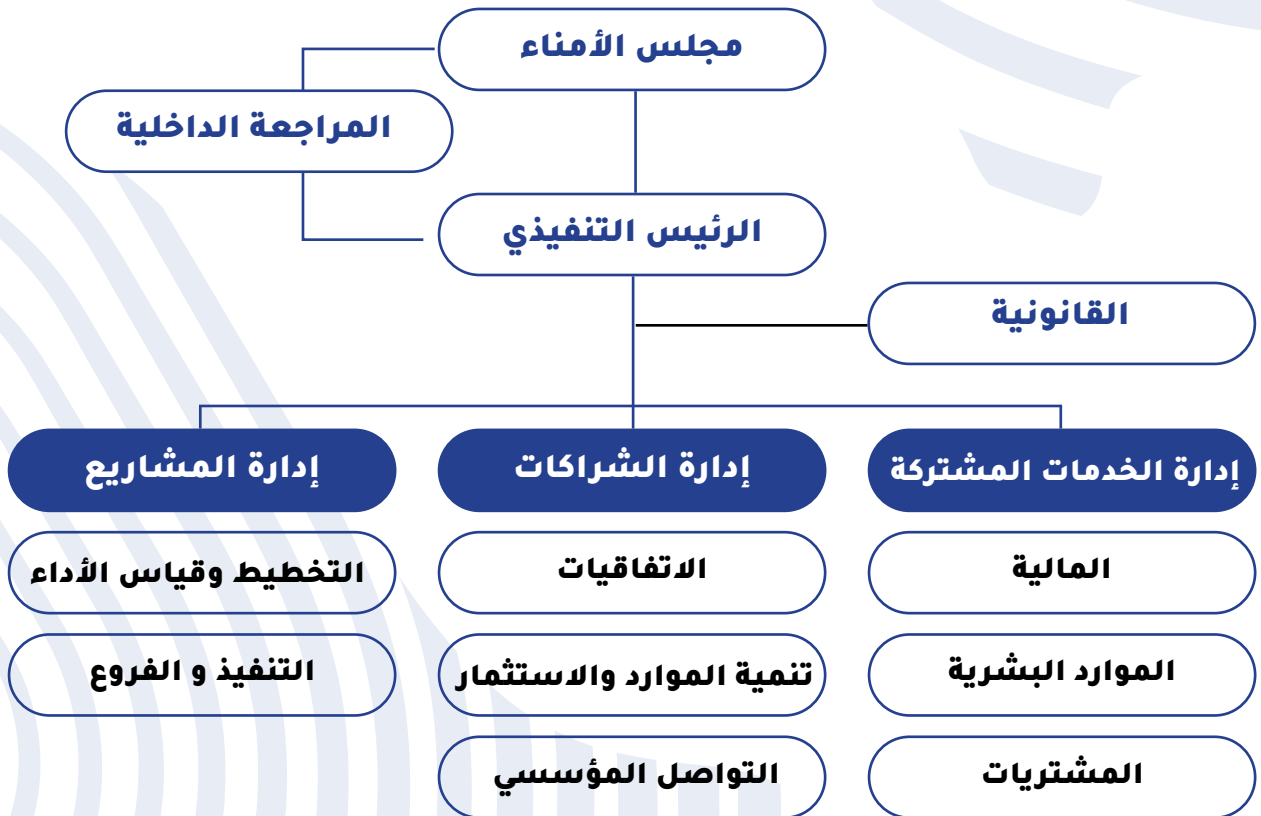 مجلس الأمناء
المراجعة الداخلية
الرئيس التنفيذي
القانونية
إدارة الخدمات المشتركة
إدارة الشراكات
إدارة المشاريع
المالية
الاتفاقيات
التخطيط وقياس الأداء
الموارد البشرية
تنمية الموارد والاستثمار
التنفيذ و الفروع
المشتريات
التواصل المؤسسي